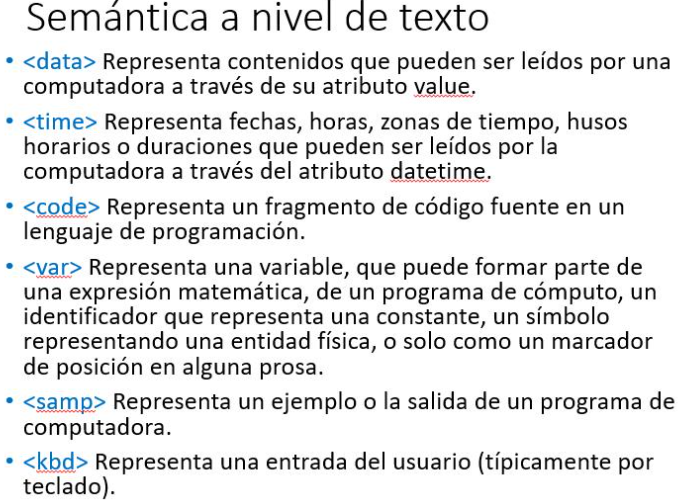 Semántica a nivel de texto
• <data> Representa contenidos que pueden ser leídos por una
computadora a través de su atributo value.
• <time> Representa fechas, horas, zonas de tiempo, husos
horarios o duraciones que pueden ser leídos por la
computadora a través del atributo datetime.
• <code> Representa un fragmento de código fuente en un
lenguaje de programación.
• <var> Representa una variable, que puede formar parte de
una expresión matemática, de un programa de cómputo, un
identificador que representa una constante, un símbolo
representando una entidad física, o solo como un marcador
de posición en alguna prosa.
• <samp> Representa un ejemplo o la salida de un programa de
computadora.
• <kbd> Representa una entrada del usuario (típicamente por
teclado).